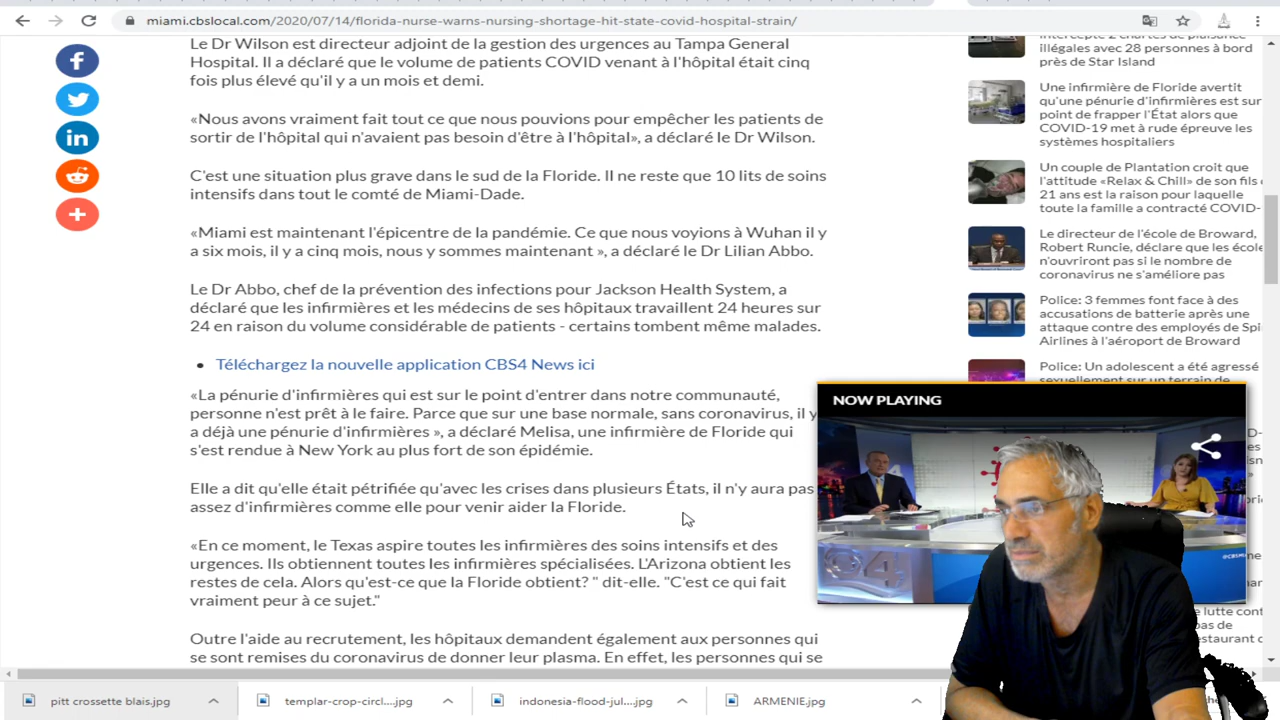 miami.cbslocal.com/2020/07/14/florida-nurse-warns-nursing-shortage-hit-state-covid-hospital-strain/
Le Dr Wilson est directeur adjoint de la gestion des urgences au Tampa General
Hospital. Il a déclaré que le volume de patients COVID venant à l'hôpital était cinq
fois plus élevé qu'il y a un mois et demi.
«Nous avons vraiment fait tout ce que nous pouvions pour empêcher les patients de
sortir de l'hôpital qui n'avaient pas besoin d'être à l'hôpital», a déclaré le Dr Wilson.
C'est une situation plus grave dans le sud de la Floride. Il ne reste que 10 lits de soins
intensifs dans tout le comté de Miami-Dade.
«Miami est maintenant l'épicentre de la pandémie. Ce que nous voyions à Wuhan il y
a six mois, il y a cinq mois, nous y sommes maintenant », a déclaré le Dr Lilian Abbo.
Le Dr Abbo, chef de la prévention des infections pour Jackson Health System, a
déclaré que les infirmières et les médecins de ses hôpitaux travaillent 24 heures sur
24 en raison du volume considérable de patients - certains tombent même malades.
• Téléchargez la nouvelle application CBS4 News ici
«La pénurie d'infirmières qui est sur le point d'entrer dans notre communauté,
personne n'est prêt à le faire. Parce que sur une base normale, sans coronavirus, il y
a déjà une pénurie d'infirmières », a déclaré Melisa, une infirmière de Floride qui
s'est rendue à New York au plus fort de son épidémie.
Elle a dit qu'elle était pétrifiée qu'avec les crises dans plusieurs États, il n'y aura pas
assez d'infirmières comme elle pour venir aider la Floride.
«En ce moment, le Texas aspire toutes les infirmières des soins intensifs et des
urgences. Ils obtiennent toutes les infirmières spécialisées. L'Arizona obtient les
restes de cela. Alors qu'est-ce que la Floride obtient? " dit-elle. "C'est ce qui fait
vraiment peur à ce sujet."
Outre l'aide au recrutement, les hôpitaux demandent également aux personnes qui
se sont remises du coronavirus de donner leur plasma. En effet, les personnes qui se
illégales avec 28 personnes à bord
près de Star Island
Une infirmière de Floride avertit
qu'une pénurie d'infirmières est sur
point de frapper l'État alors que
COVID-19 met à rude épreuve les
systèmes hospitaliers
Un couple de Plantation croit que
l'attitude «Relax & Chill» de son fils
21 ans est la raison pour laquelle
toute la famille a contracté COVID-
Le directeur de l'école de Broward,
Robert Runcie, déclare que les école
n'ouvriront pas si le nombre de
coronavirus ne s'améliore pas
Police: 3 femmes font face à des
accusations de batterie après une
attaque contre des employés de Spi
Airlines à l'aéroport de Broward
Police: Un adolescent a été agressé
sexuellement sur un terrain de
NOW PLAYING
e lutte cont
pas de
estaurant
pitt crossette blais.jpg
templar-crop-circl....jpg
indonesia-flood-jul....jpg
ARMENIE.jpg